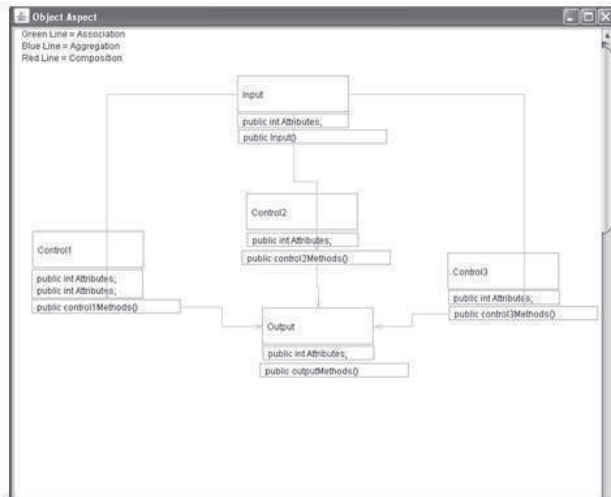 Object Aspect
Green Line = Association
Blue Line = Aggregation
Red Line = Composition
Input
public int Attributes;
public Input()
Control2
public int Attributes;
public control2Methods()
Control1
public int Attributes;
public int Attributes;
public control1Methods()
Control3
public int Attributes;
public control3Methods()
Output
public int Attributes;
public outputMethods()